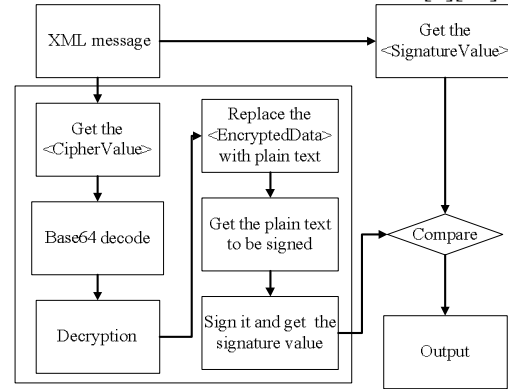 XML message
Get the
<SignatureValue>
Get the
<CipherValue>
Base64 decode
Decryption
Replace the
<EncryptedData>
with plain text
Get the plain text
to be signed
Sign it and get the
signature value
Compare
Output